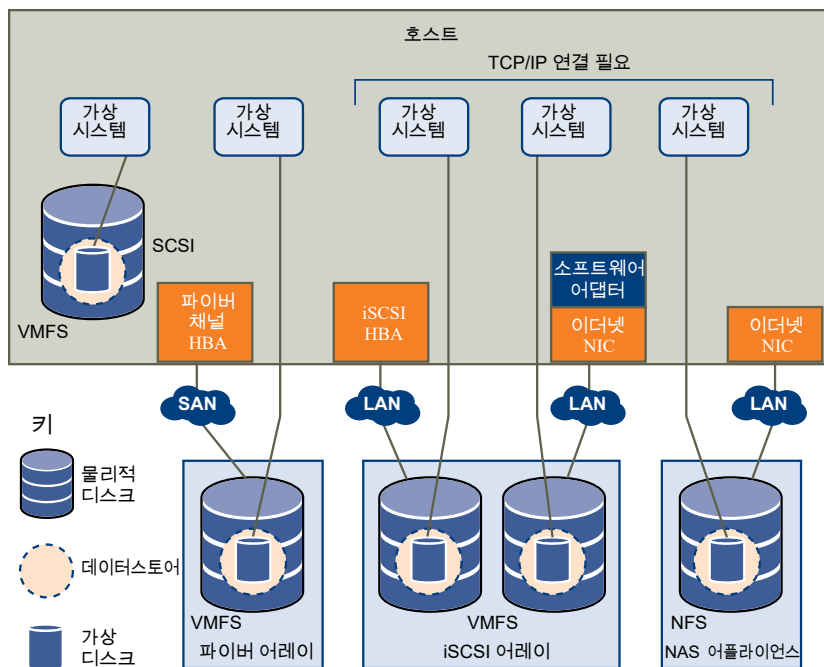 호스트
TCP/IP 연결 필요
가상
시스템
가상
시스템
가상
시스템
가상
시스템
가상
시스템
SCSI
VMFS
파이버
채널
HBA
iSCSI
HBA
소프트웨어
어댑터
이더넷
NIC
이더넷
NIC
SAN
LAN
LAN
LAN
키
물리적
디스크
데이터스토어
가상
디스크
VMFS
파이버 어레이
VMFS
iSCSI 어레이
NFS
NAS 어플라이언스